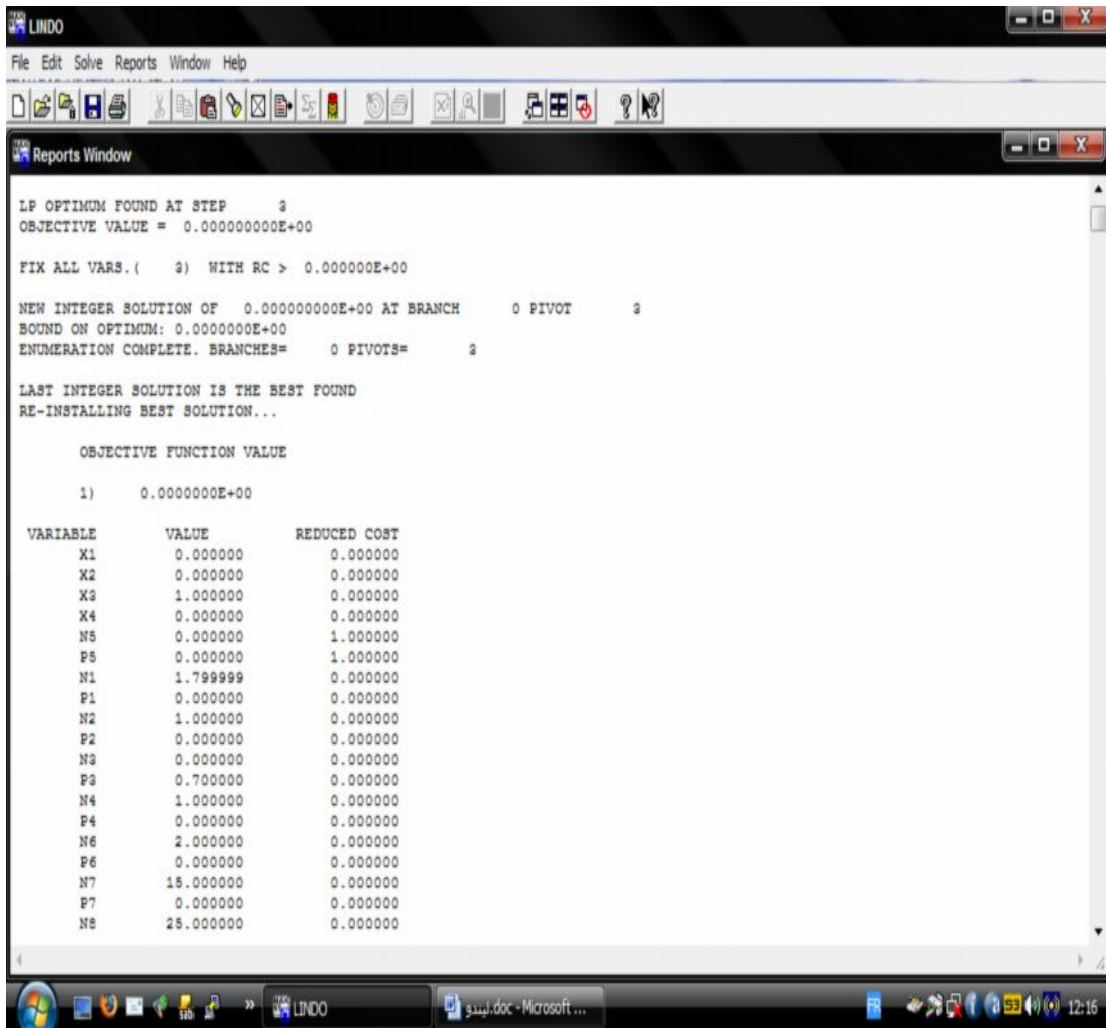 LINDO
File Edit Solve Reports Window Help
Reports Window
LP OPTIMUM FOUND AT STEP 3
OBJECTIVE VALUE = 0.000000000E+00
FIX ALL VARS.( 3) WITH RC > 0.000000E+00
NEW INTEGER SOLUTION OF 0.000000000E+00 AT BRANCH 0 PIVOT 3
BOUND ON OPTIMUM: 0.0000000E+00
ENUMERATION COMPLETE. BRANCHES= 0 PIVOTS= 3
LAST INTEGER SOLUTION IS THE BEST FOUND
RE-INSTALLING BEST SOLUTION...
OBJECTIVE FUNCTION VALUE
1) 0.0000000E+00
VARIABLE VALUE REDUCED COST
X1 0.000000 0.000000
X2 0.000000 0.000000
X3 1.000000 0.000000
X4 0.000000 0.000000
N5 0.000000 1.000000
P5 0.000000 1.000000
N1 1.799999 0.000000
P1 0.000000 0.000000
N2 1.000000 0.000000
P2 0.000000 0.000000
N3 0.000000 0.000000
P3 0.700000 0.000000
N4 1.000000 0.000000
P4 0.000000 0.000000
N6 2.000000 0.000000
P6 0.000000 0.000000
N7 15.000000 0.000000
P7 0.000000 0.000000
N8 25.000000 0.000000
» LINDO ليندو.doc - Microsoft ... FR 53 12:16